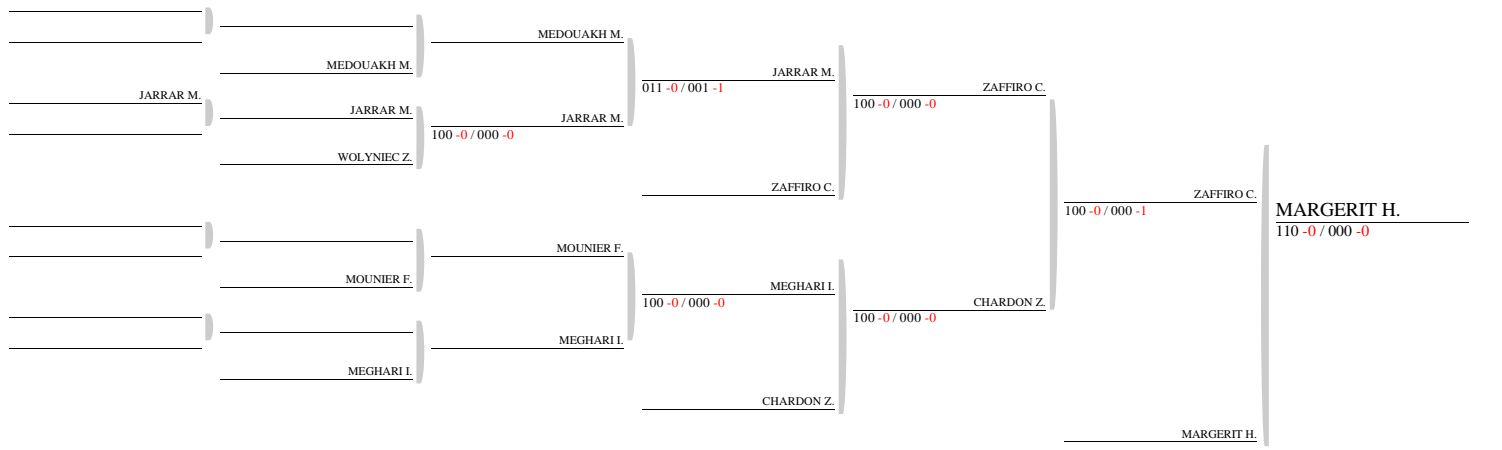 MEDOUAKH M.
MEDOUAKH M.
JARRAR M.
011 -0 / 001 -1
ZAFFIRO C.
100 -0 / 000 -0
JARRAR M.
JARRAR M.
JARRAR M.
100 -0 / 000 -0
WOLYNIEC Z.
ZAFFIRO C.
ZAFFIRO C.
100 -0 / 000 -1
MARGERIT H.
110 -0 / 000 -0
MOUNIER F.
MOUNIER F.
MEGHARI I.
100 -0 / 000 -0
CHARDON Z.
100 -0 / 000 -0
MEGHARI I.
MEGHARI I.
CHARDON Z.
MARGERIT H.